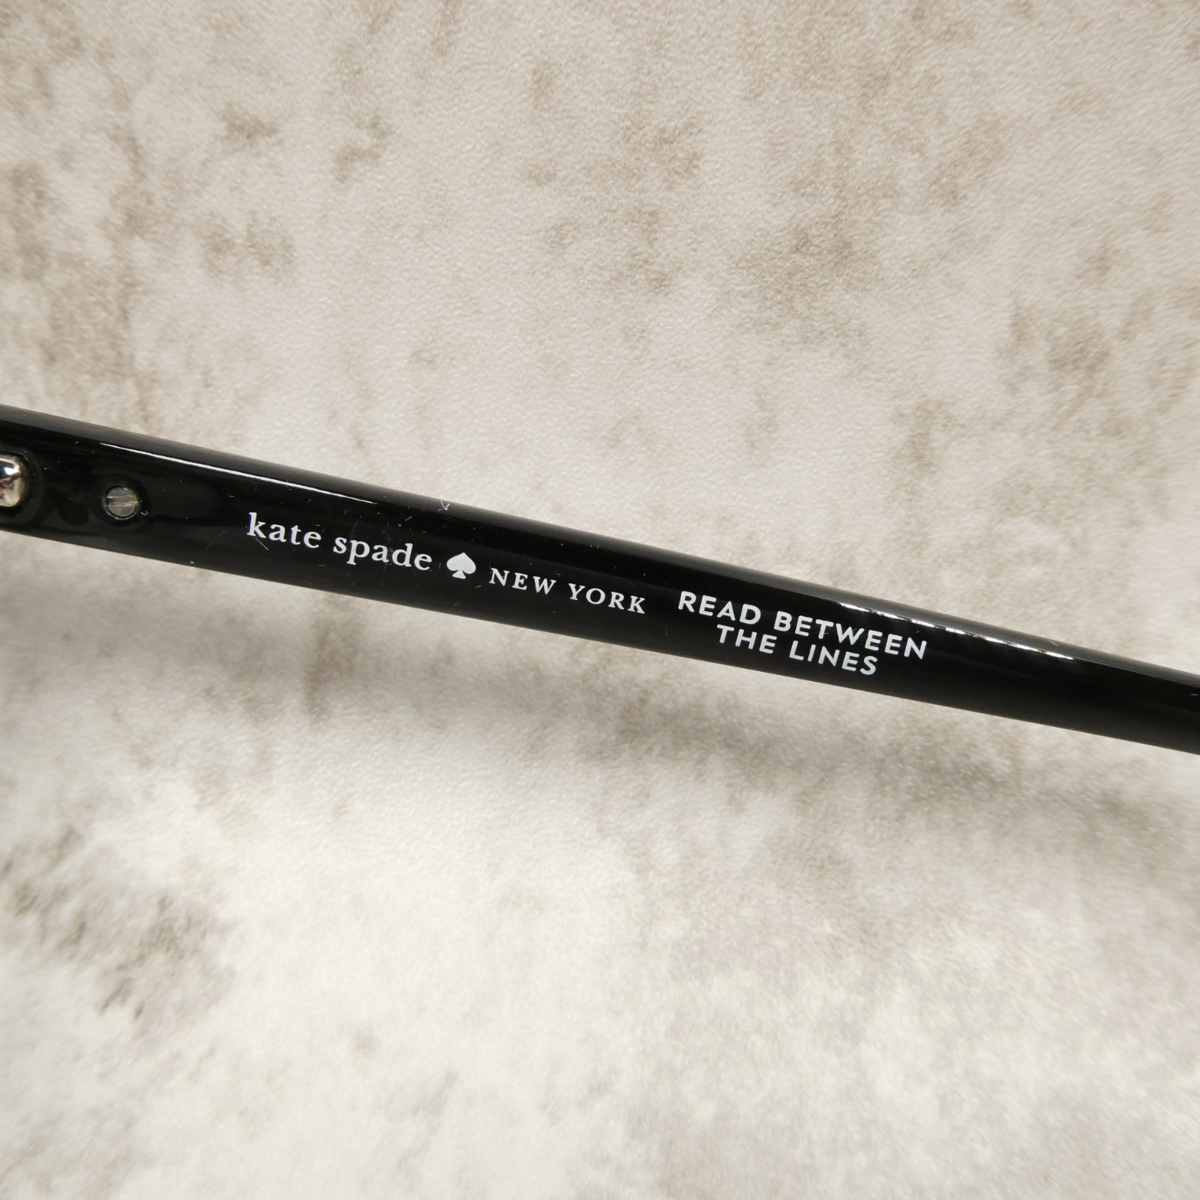 kate spade NEW YORK
READ BETWEEN
THE LINES